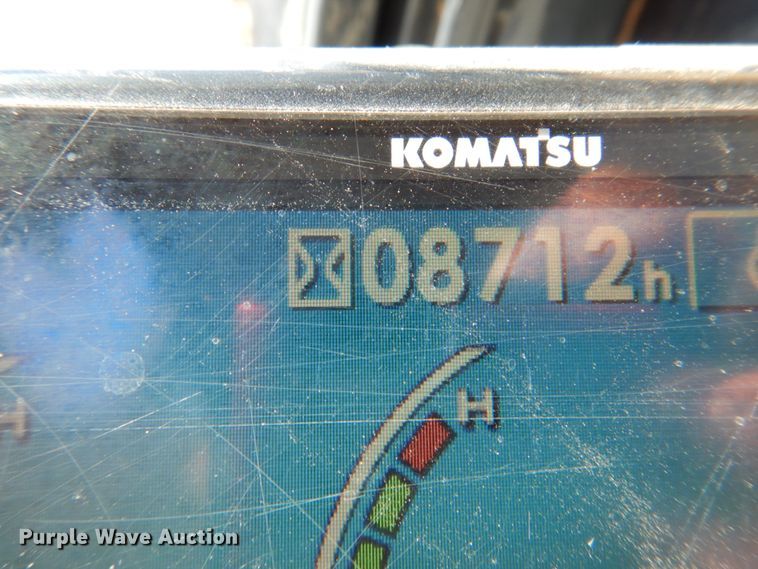 KOMATSU
08712h
H
H
Purple Wave Auction